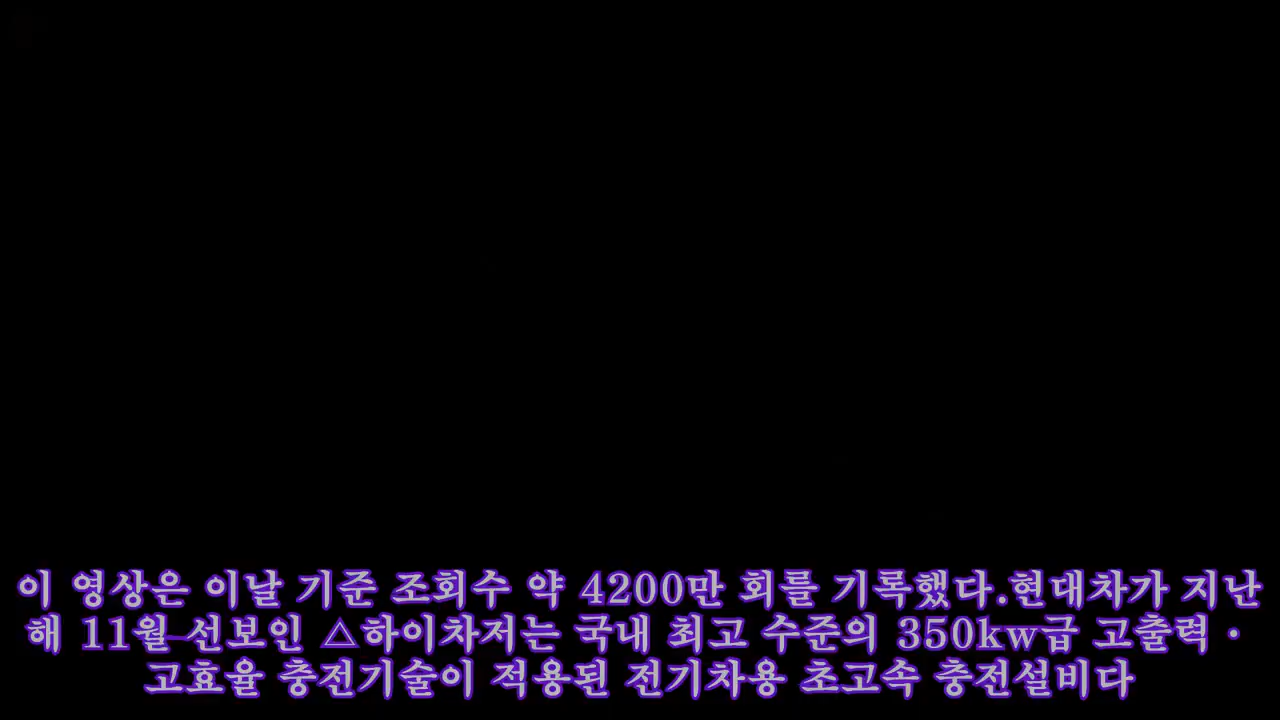 이 영상은 이날 기준 조회수 약 4200만 회를 기록했다.현대차가 지난
해 11월 선보인 △하이차저는 국내 최고 수준의 350kw급 고출력·
고효율 충전기술이 적용된 전기차용 초고속 충전설비다